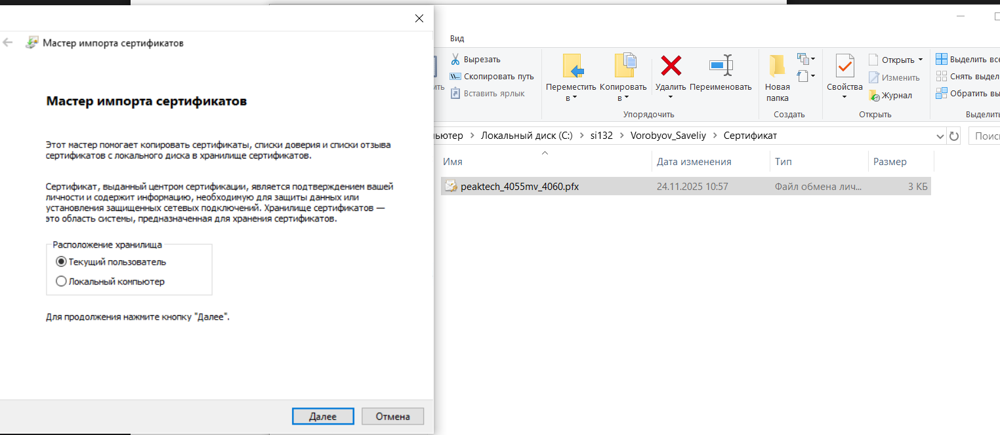 Мастер импорта сертификатов
Мастер импорта сертификатов
Этот мастер помогает копировать сертификаты, списки доверия и списки отзыва
сертификатов с локального диска в хранилище сертификатов.
Сертификат, выданный центром сертификации, является подтверждением вашей
личности и содержит информацию, необходимую для защиты данных или
установления защищенных сетевых подключений. Хранилище сертификатов —
это область системы, предназначенная для хранения сертификатов.
Расположение хранилища
Текущий пользователь
Локальный компьютер
Для продолжения нажмите кнопку "Далее".
Далее
Отмена
Вид
Вырезать
Скопировать путь
Вставить ярлык
Переместить в
Копировать в
Удалить
Переименовать
Упорядочить
Новая папка
Создать
Свойства
Открыть
Изменить
Журнал
Открыть
Выделить все
Снять выдел
Обратить вы
Выделить
Локальный диск (C:)
si132
Vorobyov_Saveliy
Сертификат
Поис
Имя
Дата изменения
Тип
Размер
peaktech_4055mv_4060.pfx
24.11.2025 10:57
Файл обмена лич...
3 КБ